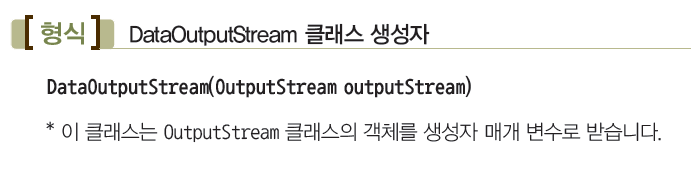 [형식] DataOutputStream 클래스 생성자
DataOutputStream(OutputStream outputStream)
* 이 클래스는 OutputStream 클래스의 객체를 생성자 매개 변수로 받습니다.